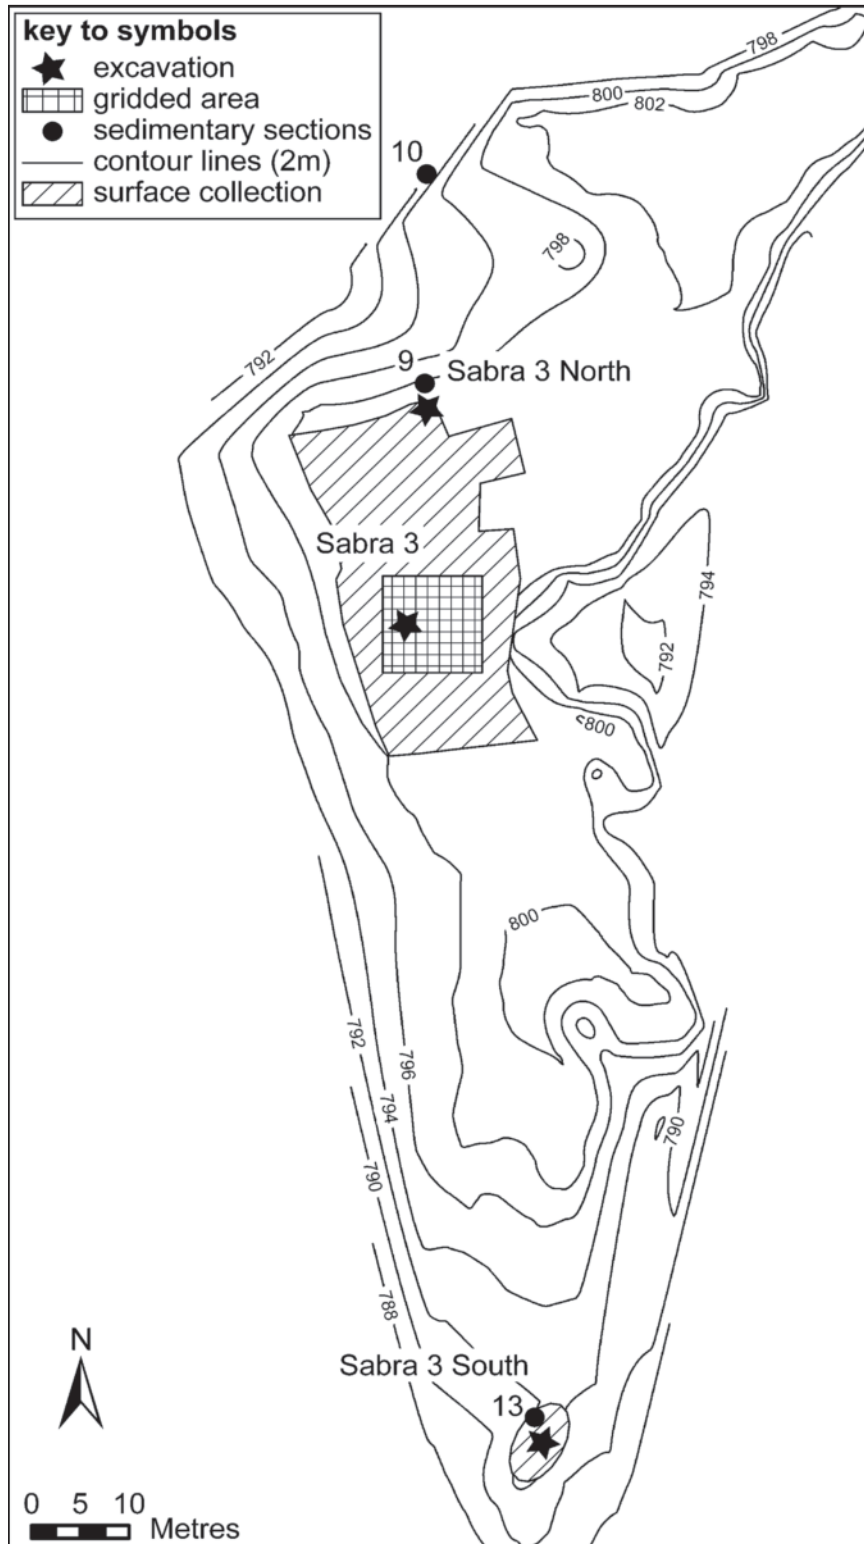 key to symbols
excavation
gridded area
sedimentary sections
contour lines (2m)
surface collection
798
800
802
10
798
792
9
Sabra 3 North
Sabra 3
794
792
800
800
792
796
794
790
790
788
Sabra 3 South
13
N
0 5 10
Metres